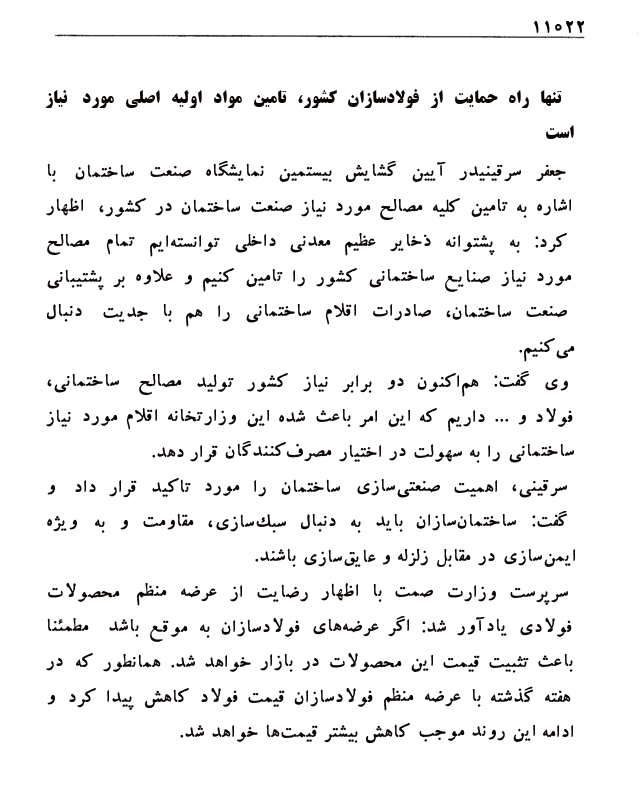 ۱۱۰۲۲
تنها راه حمایت از فولادسازان کشور، تامین مواد اولیه اصلی مورد نیاز
است
جعفر سرقینیدر آیین گشایش بیستمین نمایشگاه صنعت ساختمان با
اشاره به تامین کلیه مصالح مورد نیاز صنعت ساختمان در کشور، اظهار
کرد: به پشتوانه ذخایر عظیم معدنی داخلی توانسته‌ایم تمام مصالح
مورد نیاز صنایع ساختمانی کشور را تامین کنیم و علاوه بر پشتیبانی
صنعت ساختمان، صادرات اقلام ساختمانی را هم با جدیت دنبال
می‌کنیم.
وی گفت: هم‌اکنون دو برابر نیاز کشور تولید مصالح ساختمانی،
فولاد و ... داریم که این امر باعث شده این وزارتخانه اقلام مورد نیاز
ساختمانی را به سهولت در اختیار مصرف‌کنندگان قرار دهد.
سرقینی، اهمیت صنعتی‌سازی ساختمان را مورد تاکید قرار داد و
گفت: ساختمان‌سازان باید به دنبال سبک‌سازی، مقاومت و به ویژه
ایمن‌سازی در مقابل زلزله و عایق‌سازی باشند.
سرپرست وزارت صمت با اظهار رضایت از عرضه منظم محصولات
فولادی یادآور شد: اگر عرضه‌های فولادسازان به موقع باشد مطمئنا
باعث تثبیت قیمت این محصولات در بازار خواهد شد. همانطور که در
هفته گذشته با عرضه منظم فولادسازان قیمت فولاد کاهش پیدا کرد و
ادامه این روند موجب کاهش بیشتر قیمت‌ها خواهد شد.